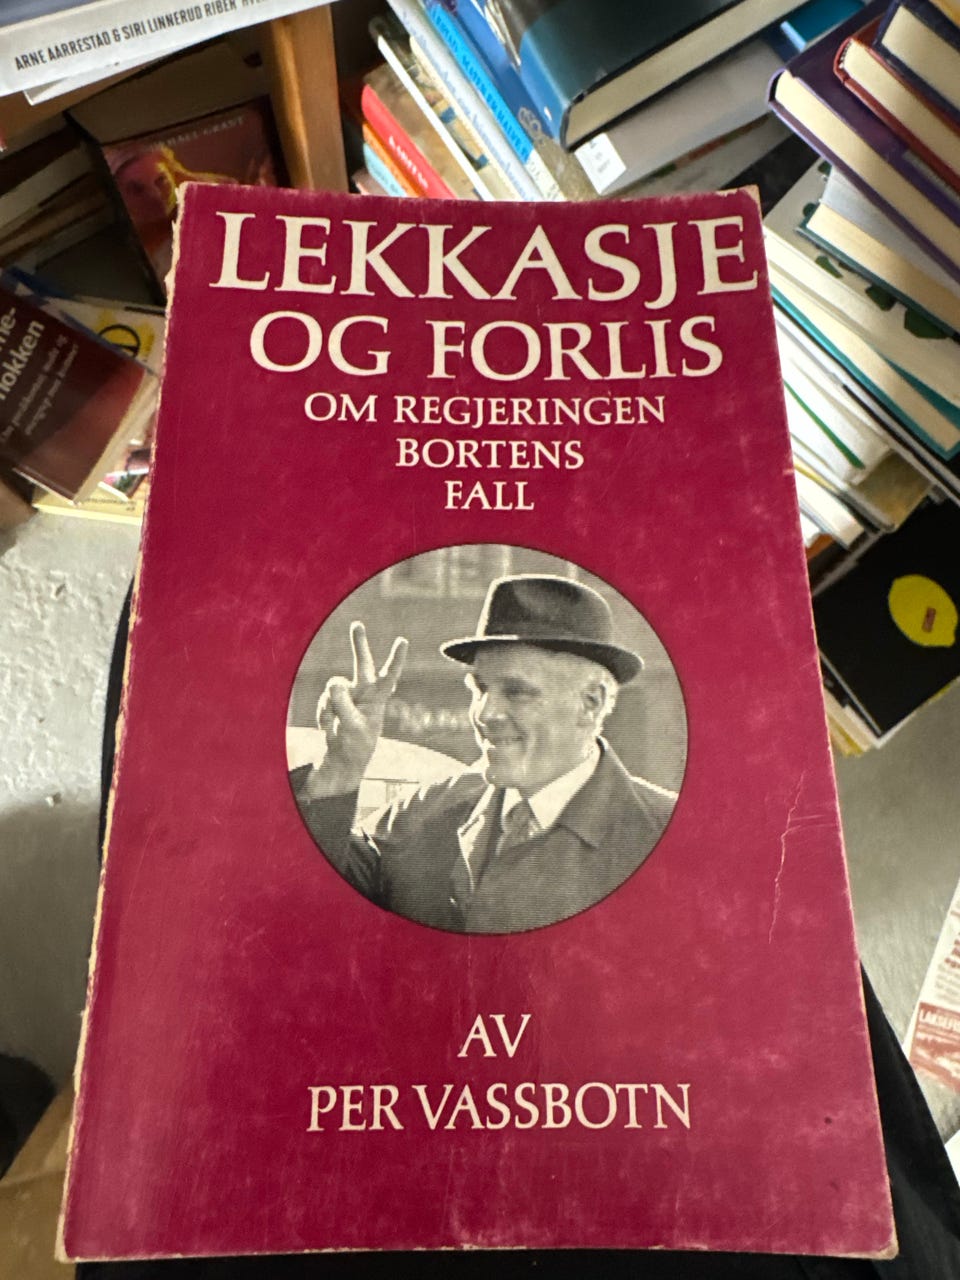 ARNE AARRESTAD & SIRI LINNERUD RIBER
LEKKASJE
OG FORLIS
OM REGJERINGEN
BORTENS
FALL
AV
PER VASSBOTN